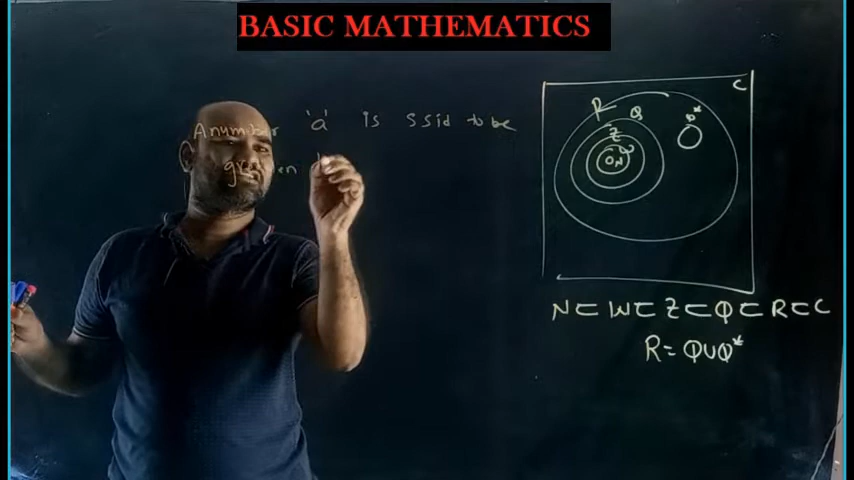 BASIC MATHEMATICS
A number 'a' is ssid to be
C
R
Q
Q*
Z
W
N
N ⊂ W ⊂ Z ⊂ Q ⊂ R ⊂ C
R = Q∪Q*